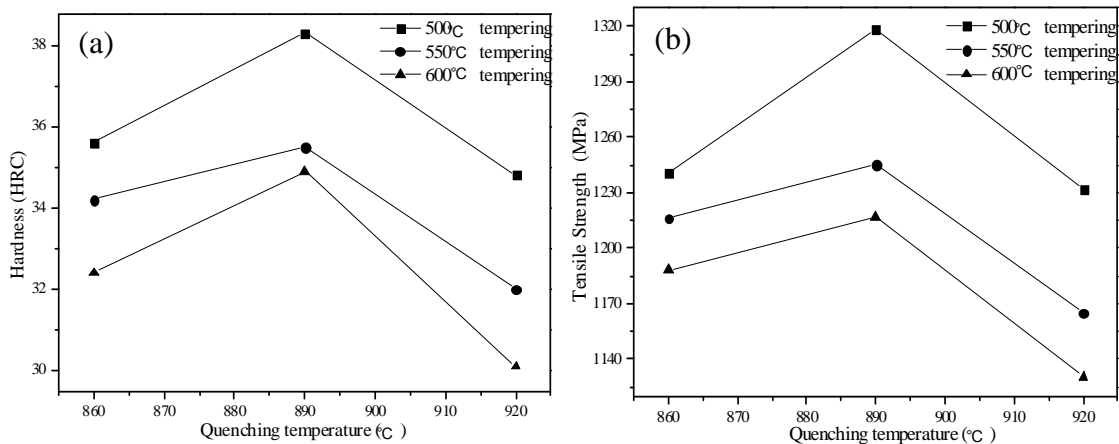 (a)
500℃ tempering
550℃ tempering
600℃ tempering
38
36
34
32
30
Hardness (HRC)
860 870 880 890 900 910 920
Quenching temperature (℃)
(b)
500℃ tempering
550℃ tempering
600℃ tempering
1320
1290
1260
1230
1200
1170
1140
Tensile Strength (MPa)
860 870 880 890 900 910 920
Quenching temperature (℃)